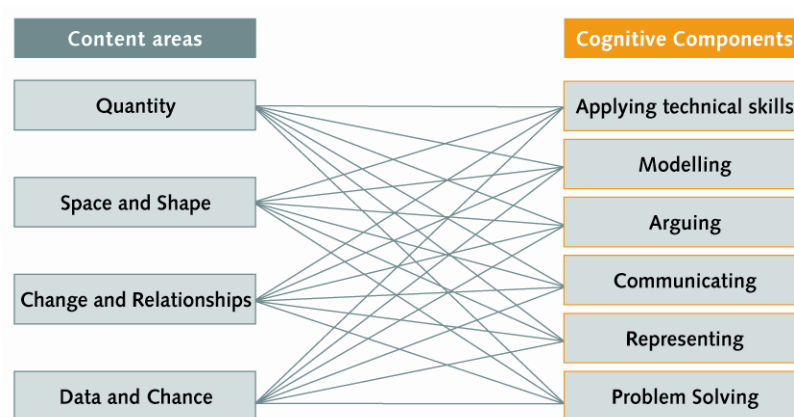 Content areas
Quantity
Space and Shape
Change and Relationships
Data and Chance
Cognitive Components
Applying technical skills
Modelling
Arguing
Communicating
Representing
Problem Solving